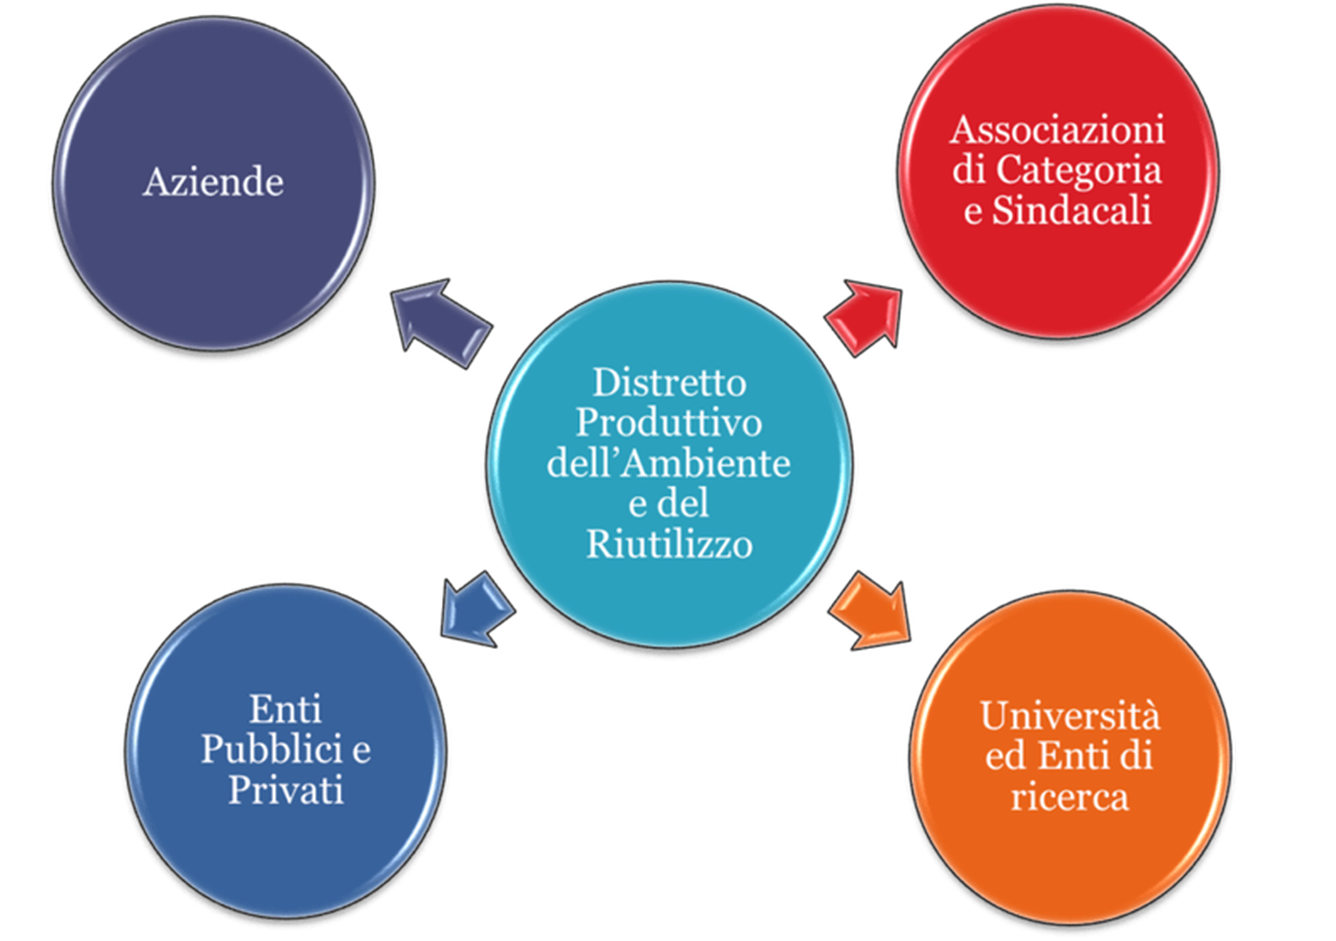 Aziende
Associazioni
di Categoria
e Sindacali
Distretto
Produttivo
dell’Ambiente
e del
Riutilizzo
Enti
Pubblici e
Privati
Università
ed Enti di
ricerca